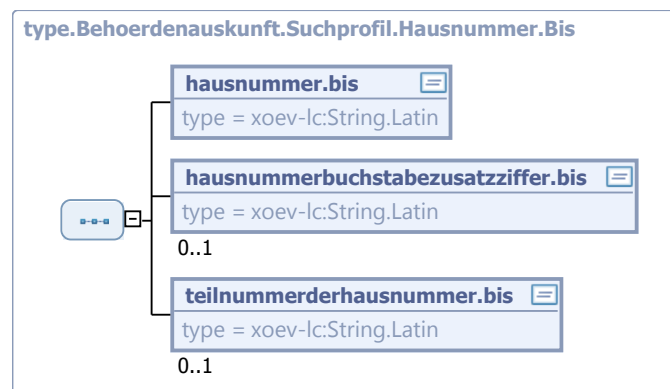 type.Behoerdenauskunft.Suchprofil.Hausnummer.Bis
hausnummer.bis
type = xoev-lc:String.Latin
hausnummerbuchstabezusatzziffer.bis
type = xoev-lc:String.Latin
0..1
teilnummerderhausnummer.bis
type = xoev-lc:String.Latin
0..1